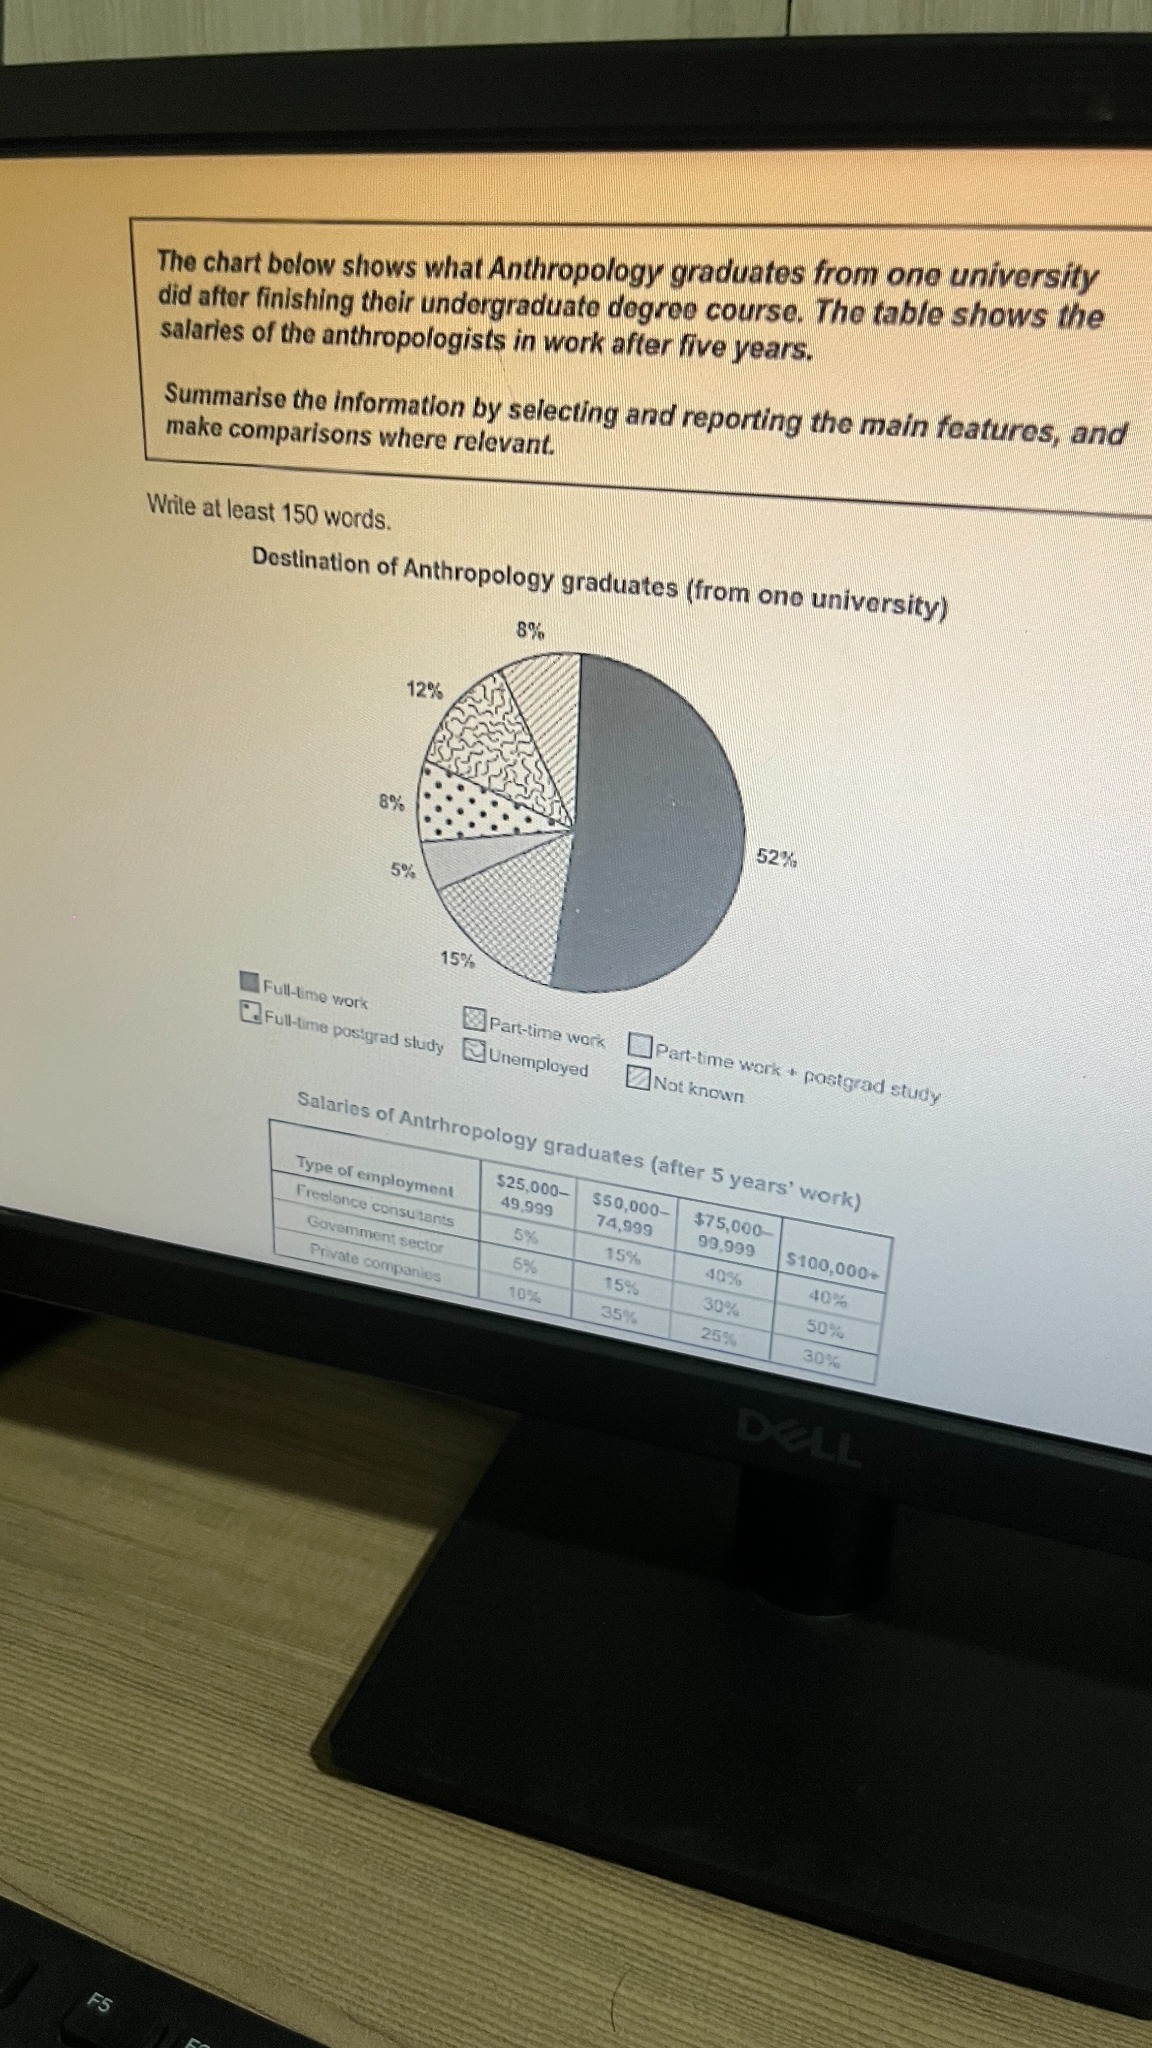 The chart below shows what Anthropology graduates from one university
did after finishing their undergraduate degree course. The table shows the
salaries of the anthropologists in work after five years.
Summarise the information by selecting and reporting the main features, and
make comparisons where relevant.
Write at least 150 words.
Destination of Anthropology graduates (from one university)
8%
12%
8%
52%
5%
15%
Full-time work
Part-time work
Part-time work + postgrad study
Full-time postgrad study
Unemployed
Not known
Salaries of Antrhropology graduates (after 5 years' work)
Type of employment $25,000– 49,999 $50,000– 74,999 $75,000– 99,999 $100,000+
Freelance consultants 5% 15% 40% 40%
Government sector 5% 15% 30% 50%
Private companies 10% 35% 25% 30%
DELL
F5